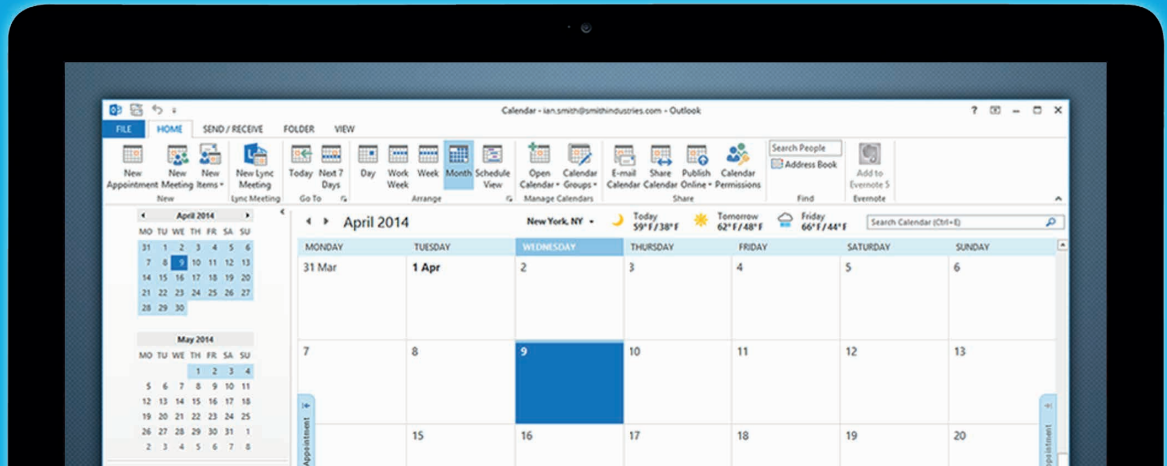 Calendar - ian.smith@smithindustries.com - Outlook
?
FILE HOME SEND / RECEIVE FOLDER VIEW
New Appointment
New Meeting
New Items
New Lync Meeting
Today
Next 7 Days
Day
Work Week
Week
Month
Schedule View
Open Calendar
Calendar Groups
E-mail Calendar
Share Calendar
Publish Online
Calendar Permissions
Search People
Address Book
Add to Evernote 5
New Lync Meeting Go To Arrange Manage Calendars Share Find Evernote
April 2014
MO TU WE TH FR SA SU
31 1 2 3 4 5 6
7 8 9 10 11 12 13
14 15 16 17 18 19 20
21 22 23 24 25 26 27
28 29 30
May 2014
MO TU WE TH FR SA SU
1 2 3 4
5 6 7 8 9 10 11
12 13 14 15 16 17 18
19 20 21 22 23 24 25
26 27 28 29 30 31 1
2 3 4 5 6 7 8
April 2014
New York, NY
Today
59°F/38°F
Tomorrow
62°F/48°F
Friday
66°F/44°F
Search Calendar (Ctrl+E)
MONDAY TUESDAY WEDNESDAY THURSDAY FRIDAY SATURDAY SUNDAY
31 Mar 1 Apr 2 3 4 5 6
7 8 9 10 11 12 13
15 16 17 18 19 20
Appointment